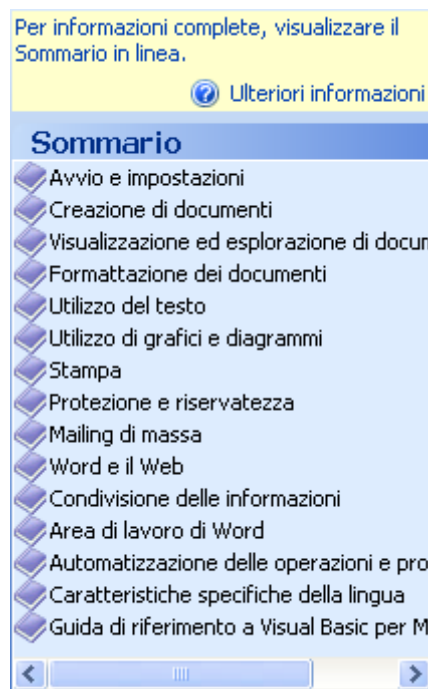 Per informazioni complete, visualizzare il
Sommario in linea.
Ulteriori informazioni
Sommario
Avvio e impostazioni
Creazione di documenti
Visualizzazione ed esplorazione di
Formattazione dei documenti
Utilizzo del testo
Utilizzo di grafici e diagrammi
Stampa
Protezione e riservatezza
Mailing di massa
Word e il Web
Condivisione delle informazioni
Area di lavoro di Word
Automatizzazione delle operazioni e pro
Caratteristiche specifiche della lingua
Guida di riferimento a Visual Basic per M